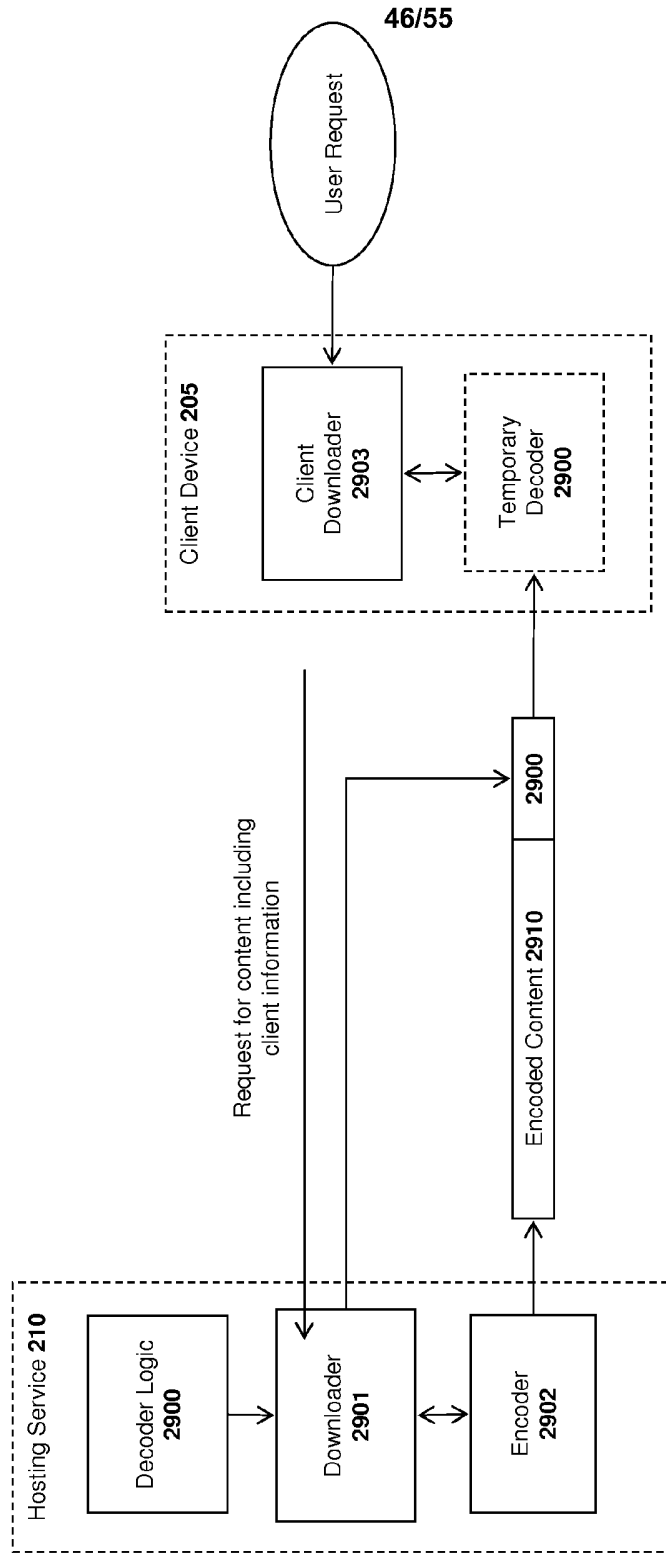 46/55
Hosting Service 210
Decoder Logic
2900
Downloader
2901
Encoder
2902
Request for content including
client information
Encoded Content 2910
2900
Client Device 205
Client
Downloader
2903
Temporary
Decoder
2900
User Request